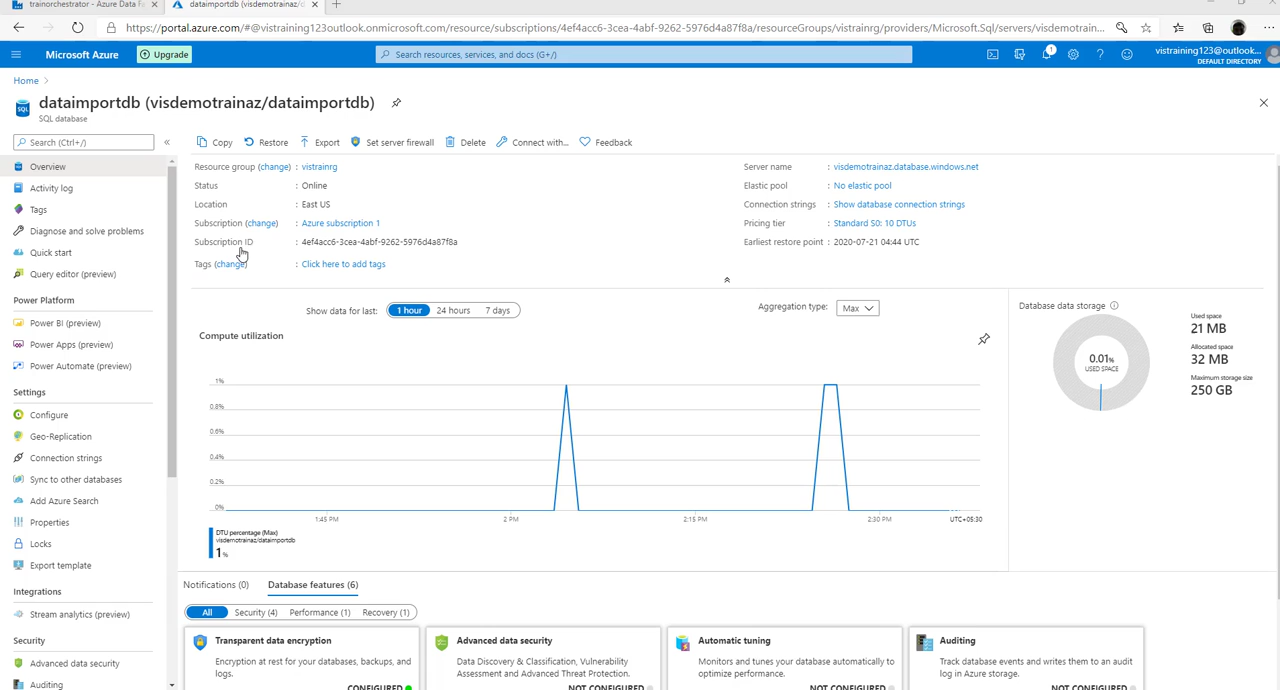 trainorchestrator - Azure Data Fa
dataimportdb (visdemotrainaz/da
https://portal.azure.com/#@vistraining123outlook.onmicrosoft.com/resource/subscriptions/4ef4acc6-3cea-4abf-9262-5976d4a87f8a/resourceGroups/vistrainrg/providers/Microsoft.Sql/servers/visdemotrain...
Microsoft Azure
Upgrade
Search resources, services, and docs (G+/)
1
vistraining123@outlook...
DEFAULT DIRECTORY
Home
dataimportdb (visdemotrainaz/dataimportdb)
SQL
SQL database
Search (Ctrl+/)
Copy
Restore
Export
Set server firewall
Delete
Connect with...
Feedback
Overview
Activity log
Tags
Diagnose and solve problems
Quick start
Query editor (preview)
Power Platform
Power BI (preview)
Power Apps (preview)
Power Automate (preview)
Settings
Configure
Geo-Replication
Connection strings
Sync to other databases
Add Azure Search
Properties
Locks
Export template
Integrations
Stream analytics (preview)
Security
Advanced data security
Auditing
Resource group (change) : vistrainrg
Status : Online
Location : East US
Subscription (change) : Azure subscription 1
Subscription ID : 4ef4acc6-3cea-4abf-9262-5976d4a87f8a
Tags (change) : Click here to add tags
Server name : visdemotrainaz.database.windows.net
Elastic pool : No elastic pool
Connection strings : Show database connection strings
Pricing tier : Standard S0: 10 DTUs
Earliest restore point : 2020-07-21 04:44 UTC
Show data for last: 1 hour 24 hours 7 days
Aggregation type: Max
Compute utilization
1%
0.8%
0.6%
0.4%
0.2%
0%
1:45 PM 2 PM 2:15 PM 2:30 PM UTC+05:30
DTU percentage (Max)
visdemotrainaz/dataimportdb
1%
Database data storage
0.01%
USED SPACE
Used space
21 MB
Allocated space
32 MB
Maximum storage size
250 GB
Notifications (0)
Database features (6)
All Security (4) Performance (1) Recovery (1)
Transparent data encryption
Encryption at rest for your databases, backups, and
logs.
CONFIGURED
Advanced data security
Data Discovery & Classification, Vulnerability
Assessment and Advanced Threat Protection.
NOT CONFIGURED
Automatic tuning
Monitors and tunes your database automatically to
optimize performance.
NOT CONFIGURED
Auditing
Track database events and writes them to an audit
log in Azure storage.
NOT CONFIGURED